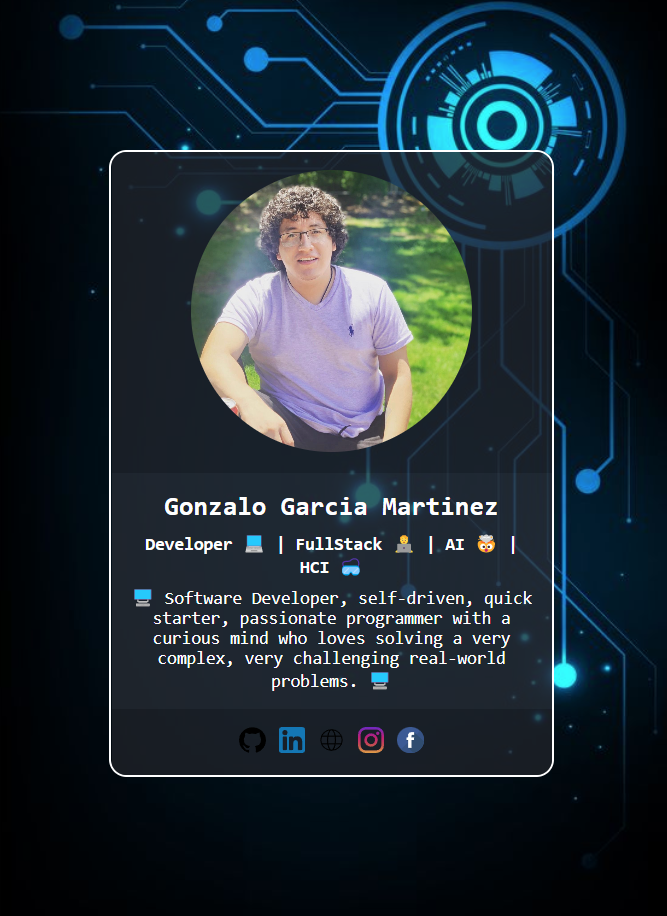 Gonzalo Garcia Martinez
Developer 💻 | FullStack 👨‍💻 | AI 🤯 |
HCI 🥽
🖥️ Software Developer, self-driven, quick
starter, passionate programmer with a
curious mind who loves solving a very
complex, very challenging real-world
problems. 🖥️
in
f